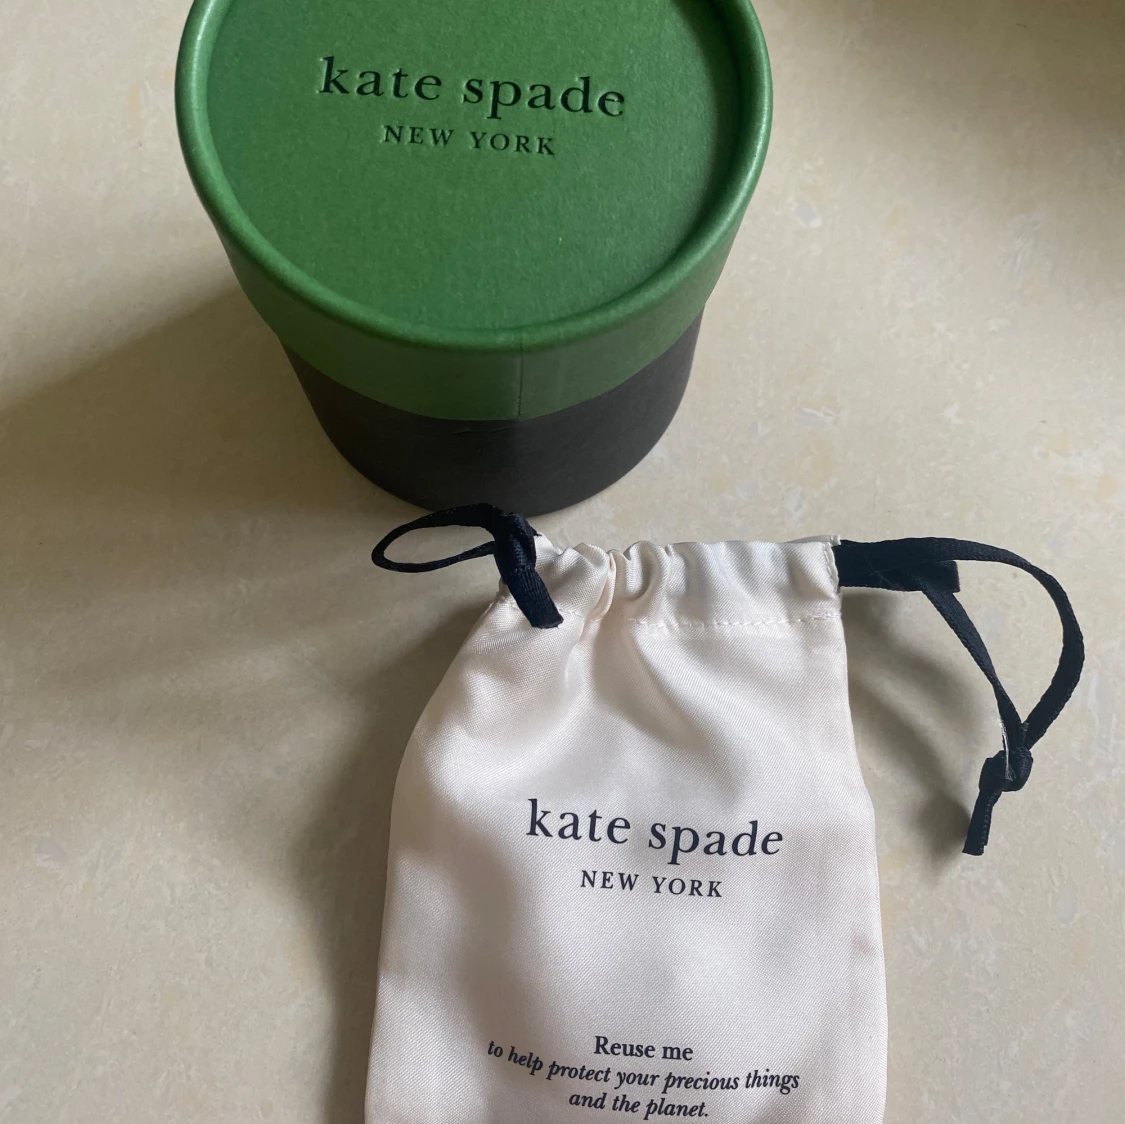 kate spade
NEW YORK
kate spade
NEW YORK
Reuse me
to help protect your precious things
and the planet.